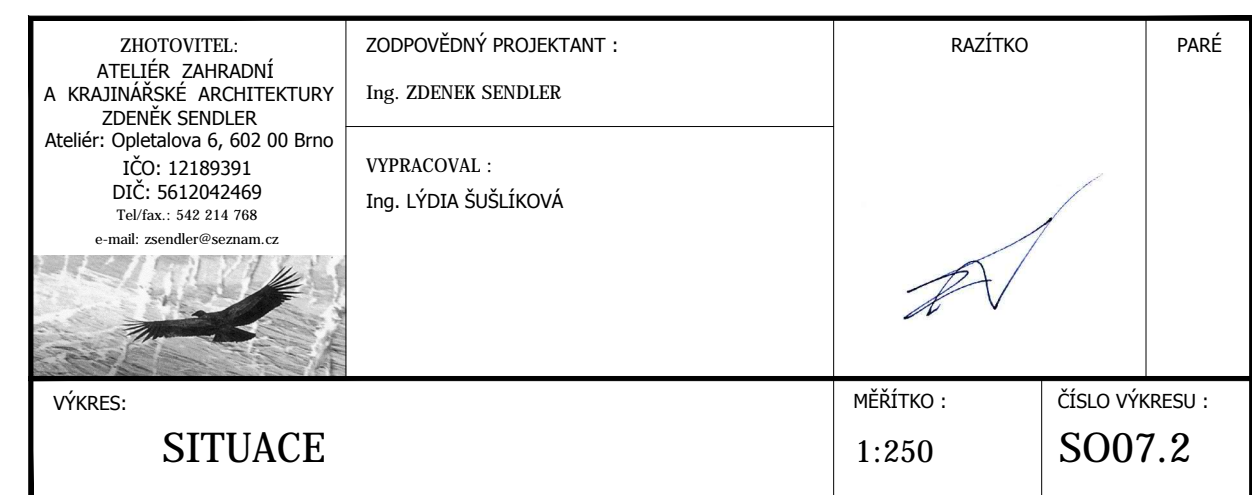 ZHOTOVITEL:
ATELIÉR ZAHRADNÍ
A KRAJINÁŘSKÉ ARCHITEKTURY
ZDENĚK SENDLER
Ateliér: Opletalova 6, 602 00 Brno
IČO: 12189391
DIČ: 5612042469
Tel/fax.: 542 214 768
e-mail: zsendler@seznam.cz
ZODPOVĚDNÝ PROJEKTANT :
Ing. ZDENEK SENDLER
VYPRACOVAL :
Ing. LÝDIA ŠUŠLÍKOVÁ
RAZÍTKO
PARÉ
VÝKRES:
SITUACE
MĚŘÍTKO :
1:250
ČÍSLO VÝKRESU :
SO07.2